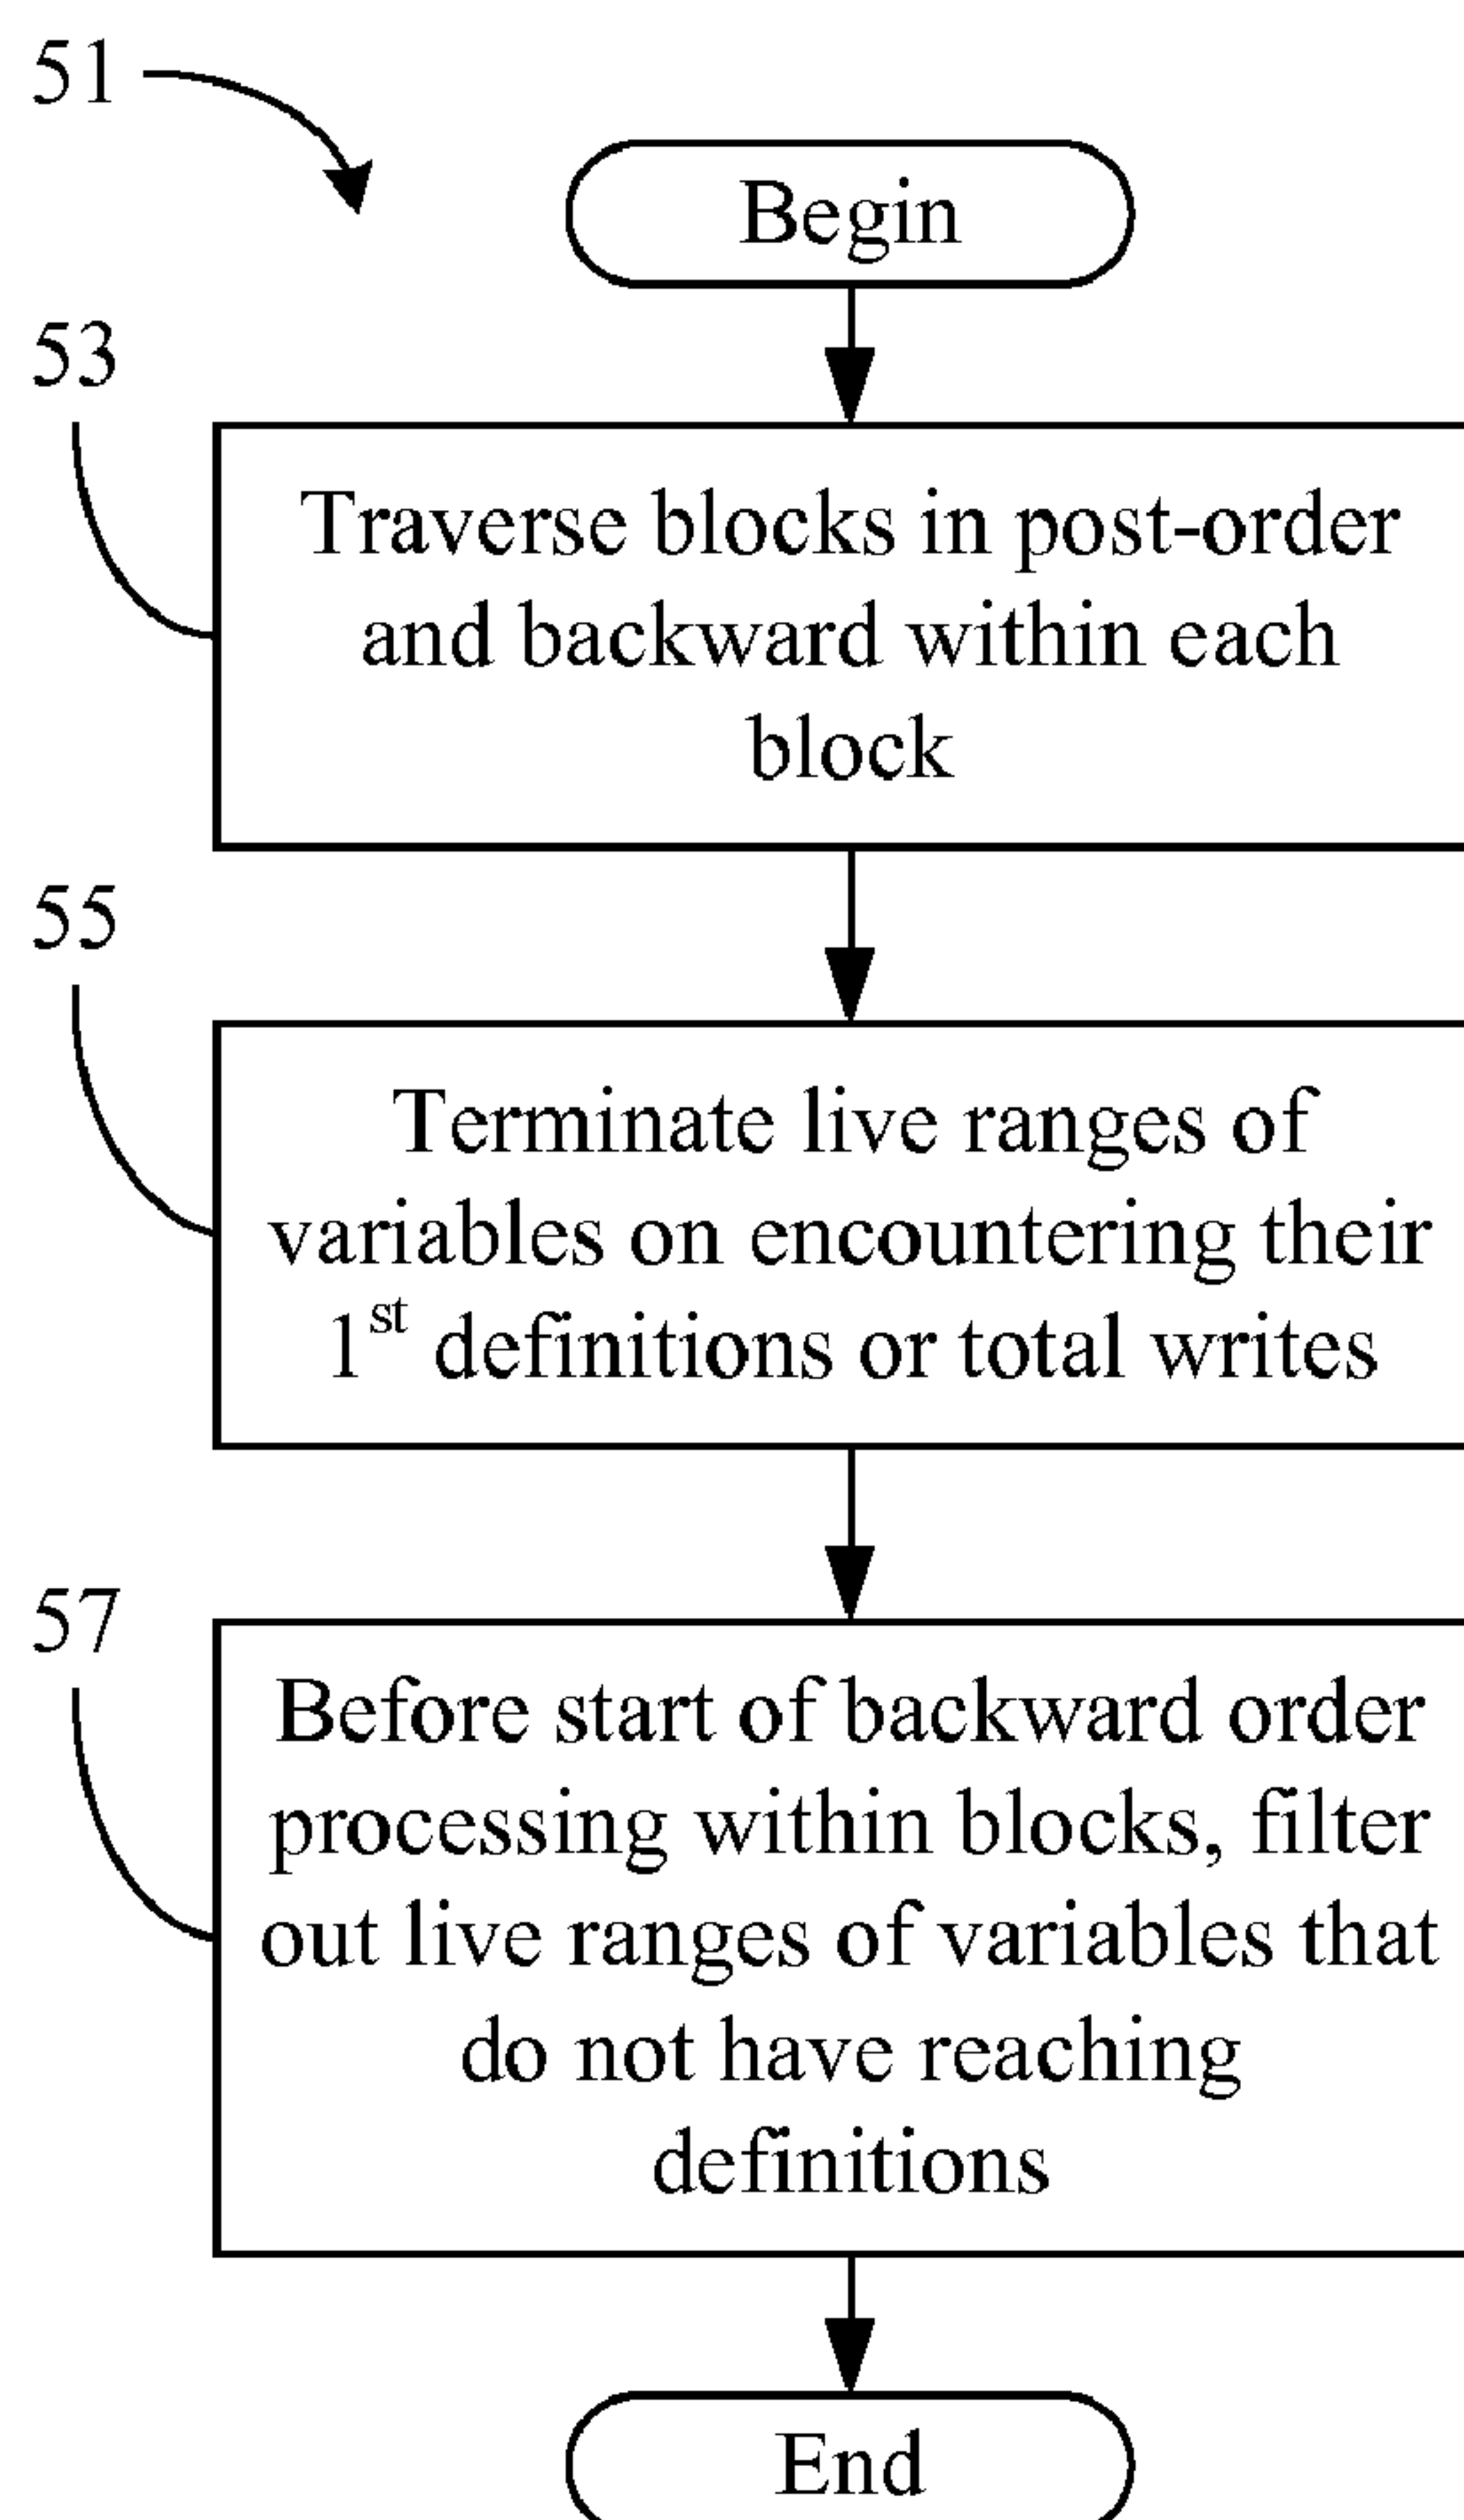 51
Begin
53
Traverse blocks in post-order
and backward within each
block
55
Terminate live ranges of
variables on encountering their
1st definitions or total writes
57
Before start of backward order
processing within blocks, filter
out live ranges of variables that
do not have reaching
definitions
End